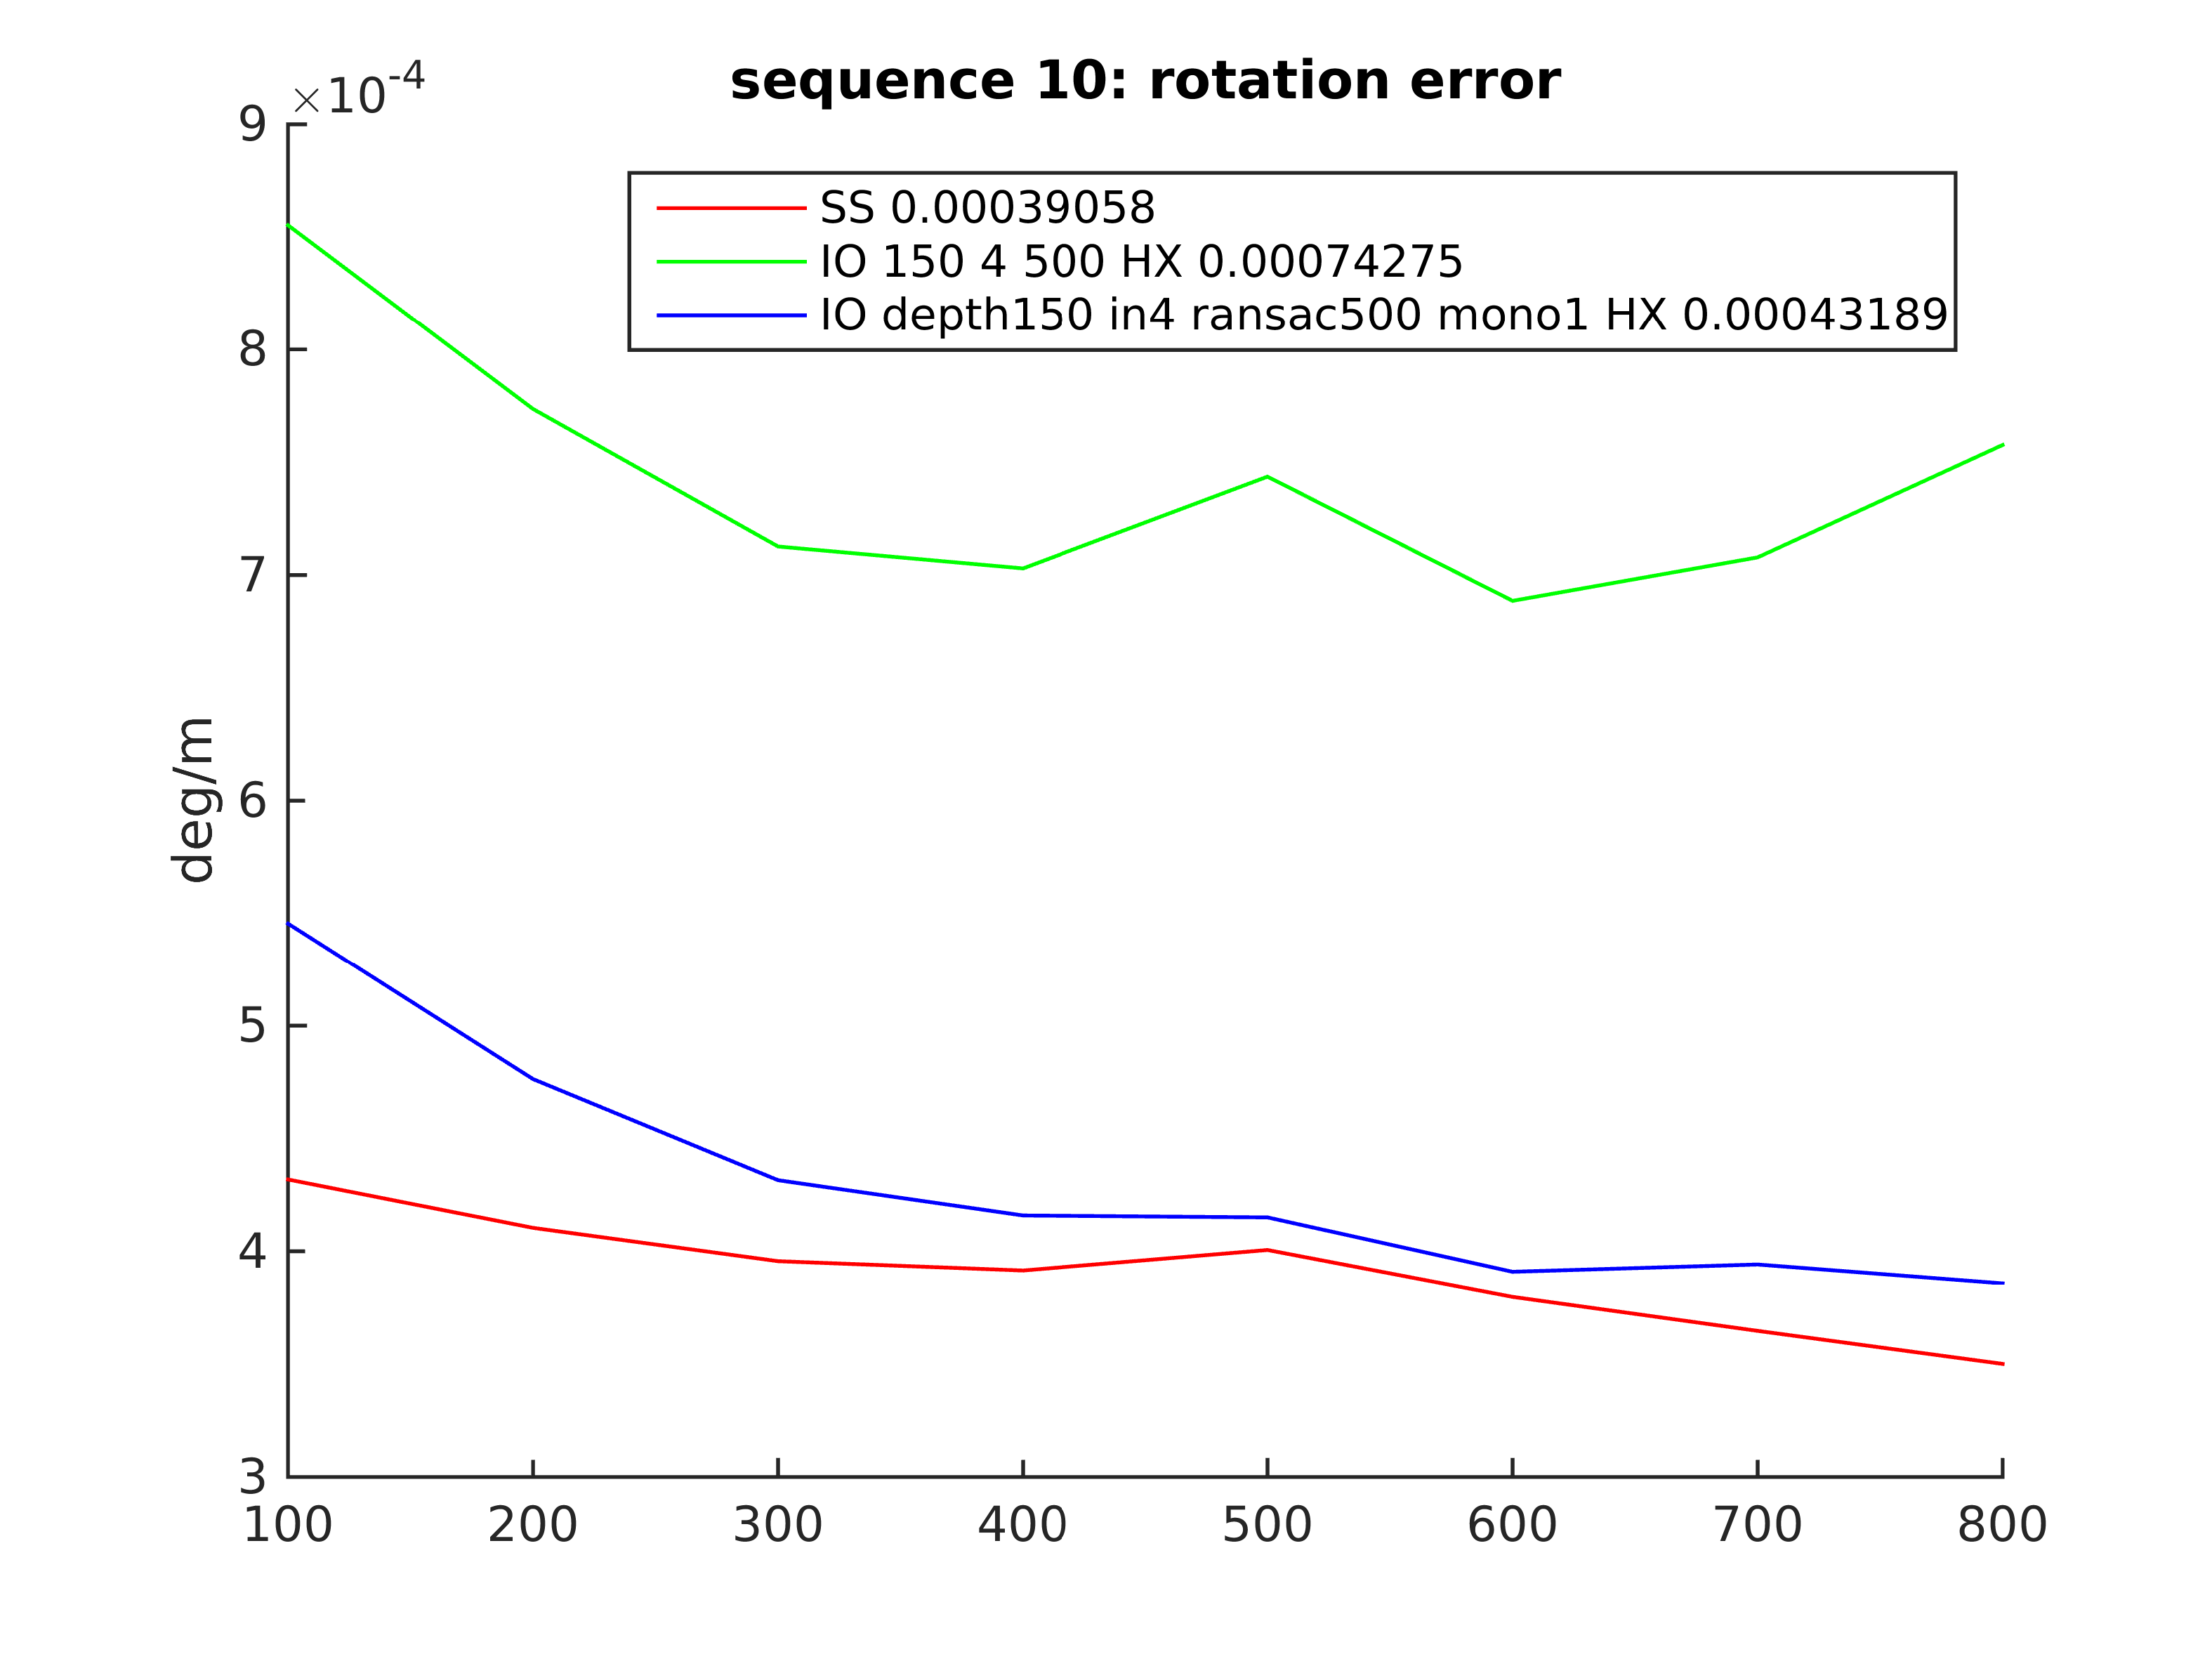 sequence 10: rotation error
×10-4
SS 0.00039058
IO 150 4 500 HX 0.00074275
IO depth150 in4 ransac500 mono1 HX 0.00043189
deg/m
9
8
7
6
5
4
3
100 200 300 400 500 600 700 800